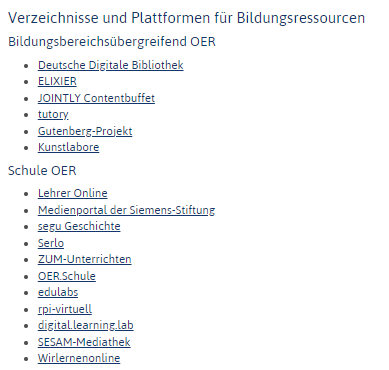 Verzeichnisse und Plattformen für Bildungsressourcen
Bildungsbereichsübergreifend OER
Deutsche Digitale Bibliothek
ELIXIER
JOINTLY Contentbuffet
tutory
Gutenberg-Projekt
Kunstlabore
Schule OER
Lehrer Online
Medienportal der Siemens-Stiftung
segu Geschichte
Serlo
ZUM-Unterrichten
OER.Schule
edulabs
rpi-virtuell
digital.learning.lab
SESAM-Mediathek
Wirlernenonline